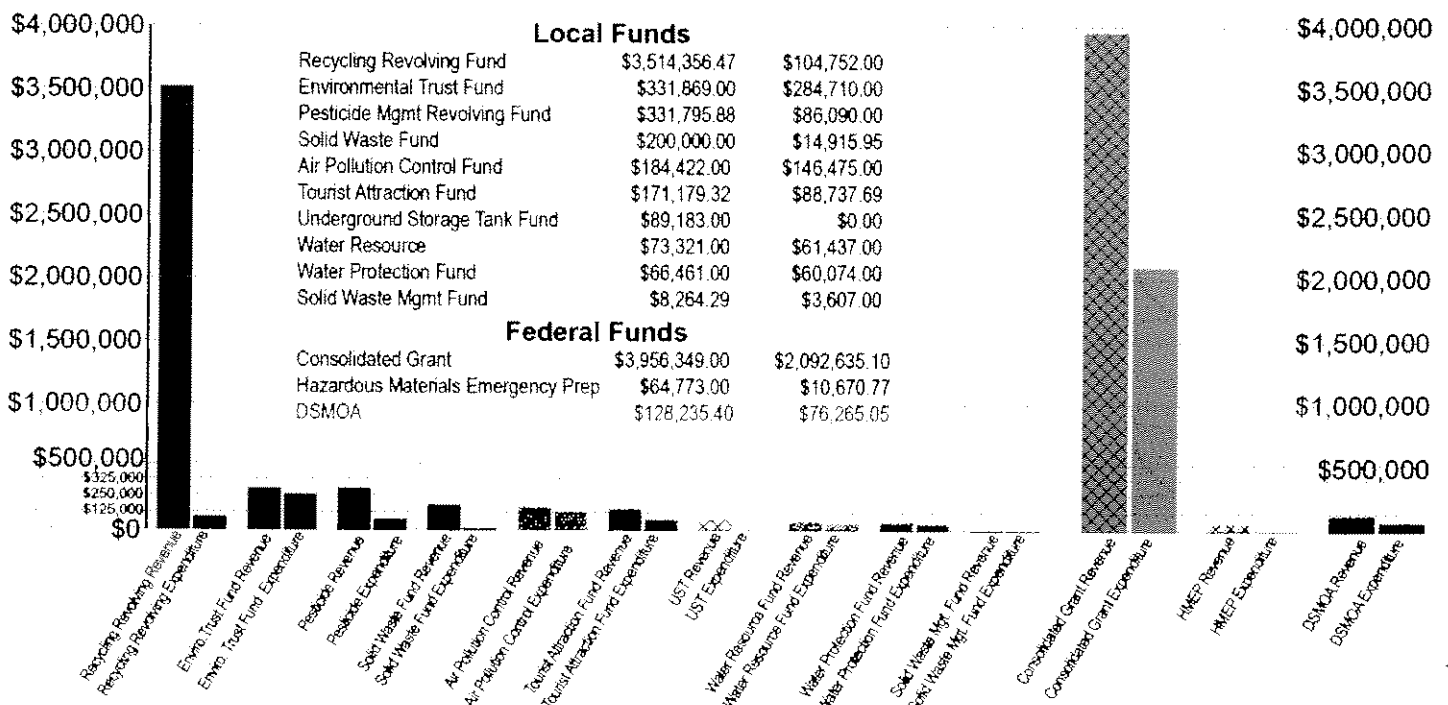 $4,000,000
$3,500,000
$3,000,000
$2,500,000
$2,000,000
$1,500,000
$1,000,000
$500,000
$325,000
$250,000
$125,000
$0
Local Funds
Recycling Revolving Fund $3,514,356.47 $104,752.00
Environmental Trust Fund $331,869.00 $284,710.00
Pesticide Mgmt Revolving Fund $331,795.88 $86,090.00
Solid Waste Fund $200,000.00 $14,915.95
Air Pollution Control Fund $184,422.00 $146,475.00
Tourist Attraction Fund $171,179.32 $88,737.69
Underground Storage Tank Fund $89,183.00 $0.00
Water Resource $73,321.00 $61,437.00
Water Protection Fund $66,461.00 $60,074.00
Solid Waste Mgmt Fund $8,264.29 $3,607.00
Federal Funds
Consolidated Grant $3,956,349.00 $2,092,635.10
Hazardous Materials Emergency Prep $64,773.00 $10,670.77
DSMOA $128,235.40 $76,265.05
$4,000,000
$3,500,000
$3,000,000
$2,500,000
$2,000,000
$1,500,000
$1,000,000
$500,000
Recycling Revolving Revenue
Recycling Revolving Expenditure
Enviro. Trust Fund Revenue
Enviro. Trust Fund Expenditure
Pesticide Revenue
Pesticide Expenditure
Solid Waste Fund Revenue
Solid Waste Fund Expenditure
Air Pollution Control Revenue
Air Pollution Control Expenditure
Tourist Attraction Fund Revenue
Tourist Attraction Fund Expenditure
UST Revenue
UST Expenditure
Water Resource Fund Revenue
Water Resource Fund Expenditure
Water Protection Fund Revenue
Water Protection Fund Expenditure
Solid Waste Mgt. Fund Revenue
Solid Waste Mgt. Fund Expenditure
Consolidated Grant Revenue
Consolidated Grant Expenditure
HMEP Revenue
HMEP Expenditure
DSMOA Revenue
DSMOA Expenditure